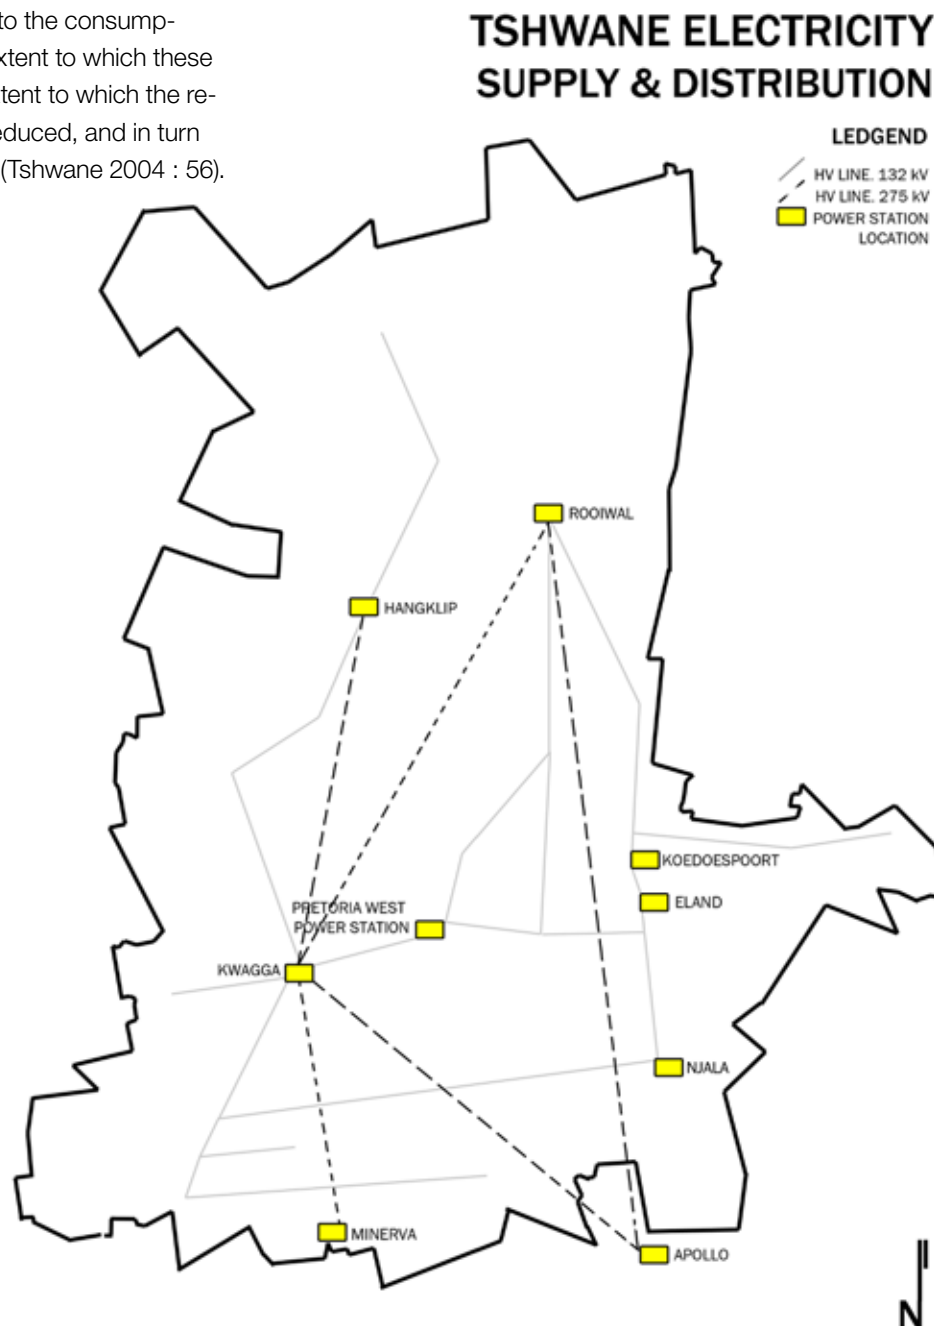 to the consump-
xtent to which these
tent to which the re-
educed, and in turn
(Tshwane 2004 : 56).
TSHWANE ELECTRICITY
SUPPLY & DISTRIBUTION
LEDGEND
HV LINE. 132 kV
HV LINE. 275 kV
POWER STATION
LOCATION
ROOIWAL
HANGKLIP
KOEDOESPOORT
ELAND
PRETORIA WEST
POWER STATION
KWAGGA
NJALA
MINERVA
APOLLO
N